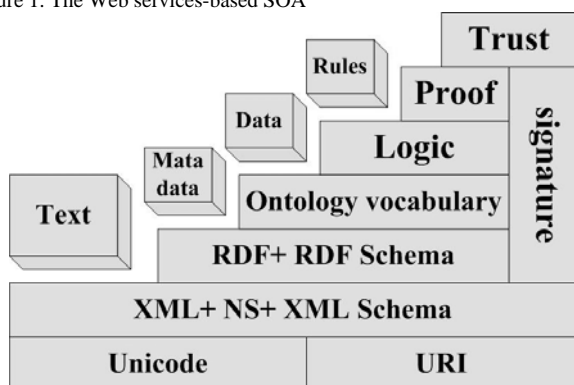 ure 1. The Web services-based SOA
Trust
Rules
Proof
signature
Data
Logic
Mata
data
Ontology vocabulary
Text
RDF+ RDF Schema
XML+ NS+ XML Schema
Unicode
URI